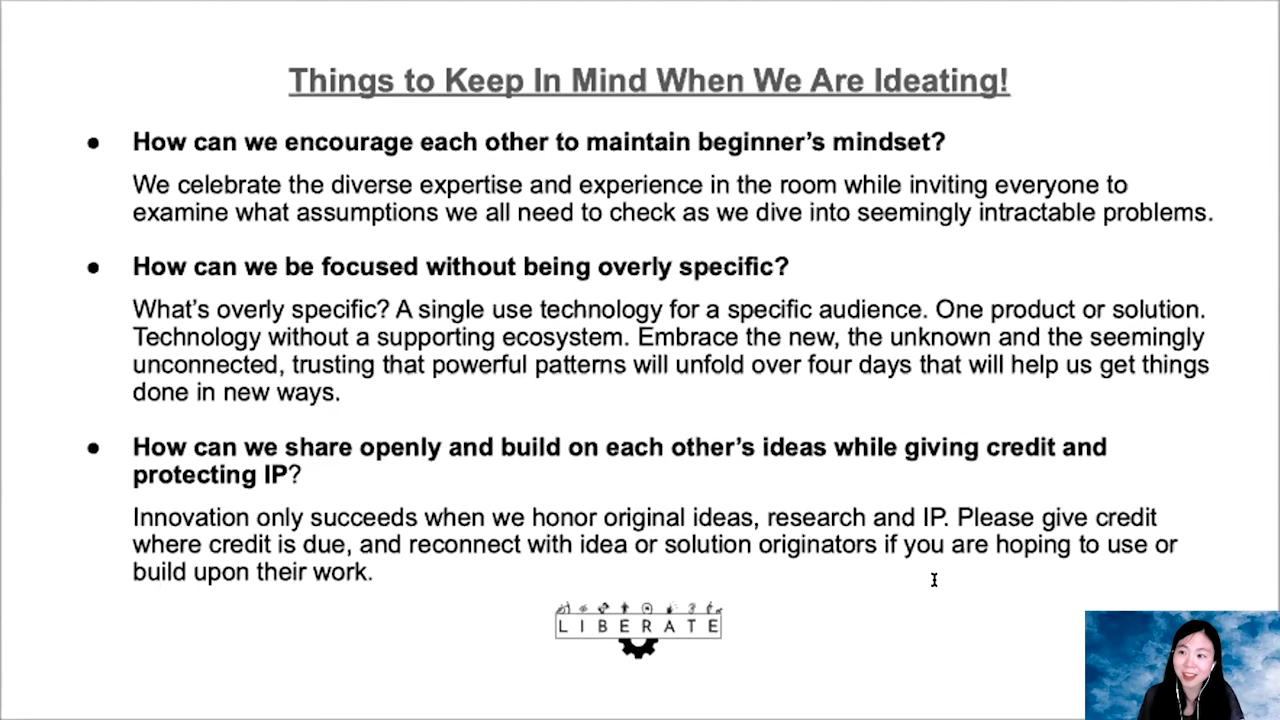 Things to Keep In Mind When We Are Ideating!
● How can we encourage each other to maintain beginner’s mindset?
We celebrate the diverse expertise and experience in the room while inviting everyone to
examine what assumptions we all need to check as we dive into seemingly intractable problems.
● How can we be focused without being overly specific?
What’s overly specific? A single use technology for a specific audience. One product or solution.
Technology without a supporting ecosystem. Embrace the new, the unknown and the seemingly
unconnected, trusting that powerful patterns will unfold over four days that will help us get things
done in new ways.
● How can we share openly and build on each other’s ideas while giving credit and
protecting IP?
Innovation only succeeds when we honor original ideas, research and IP. Please give credit
where credit is due, and reconnect with idea or solution originators if you are hoping to use or
build upon their work.
LIBERATE